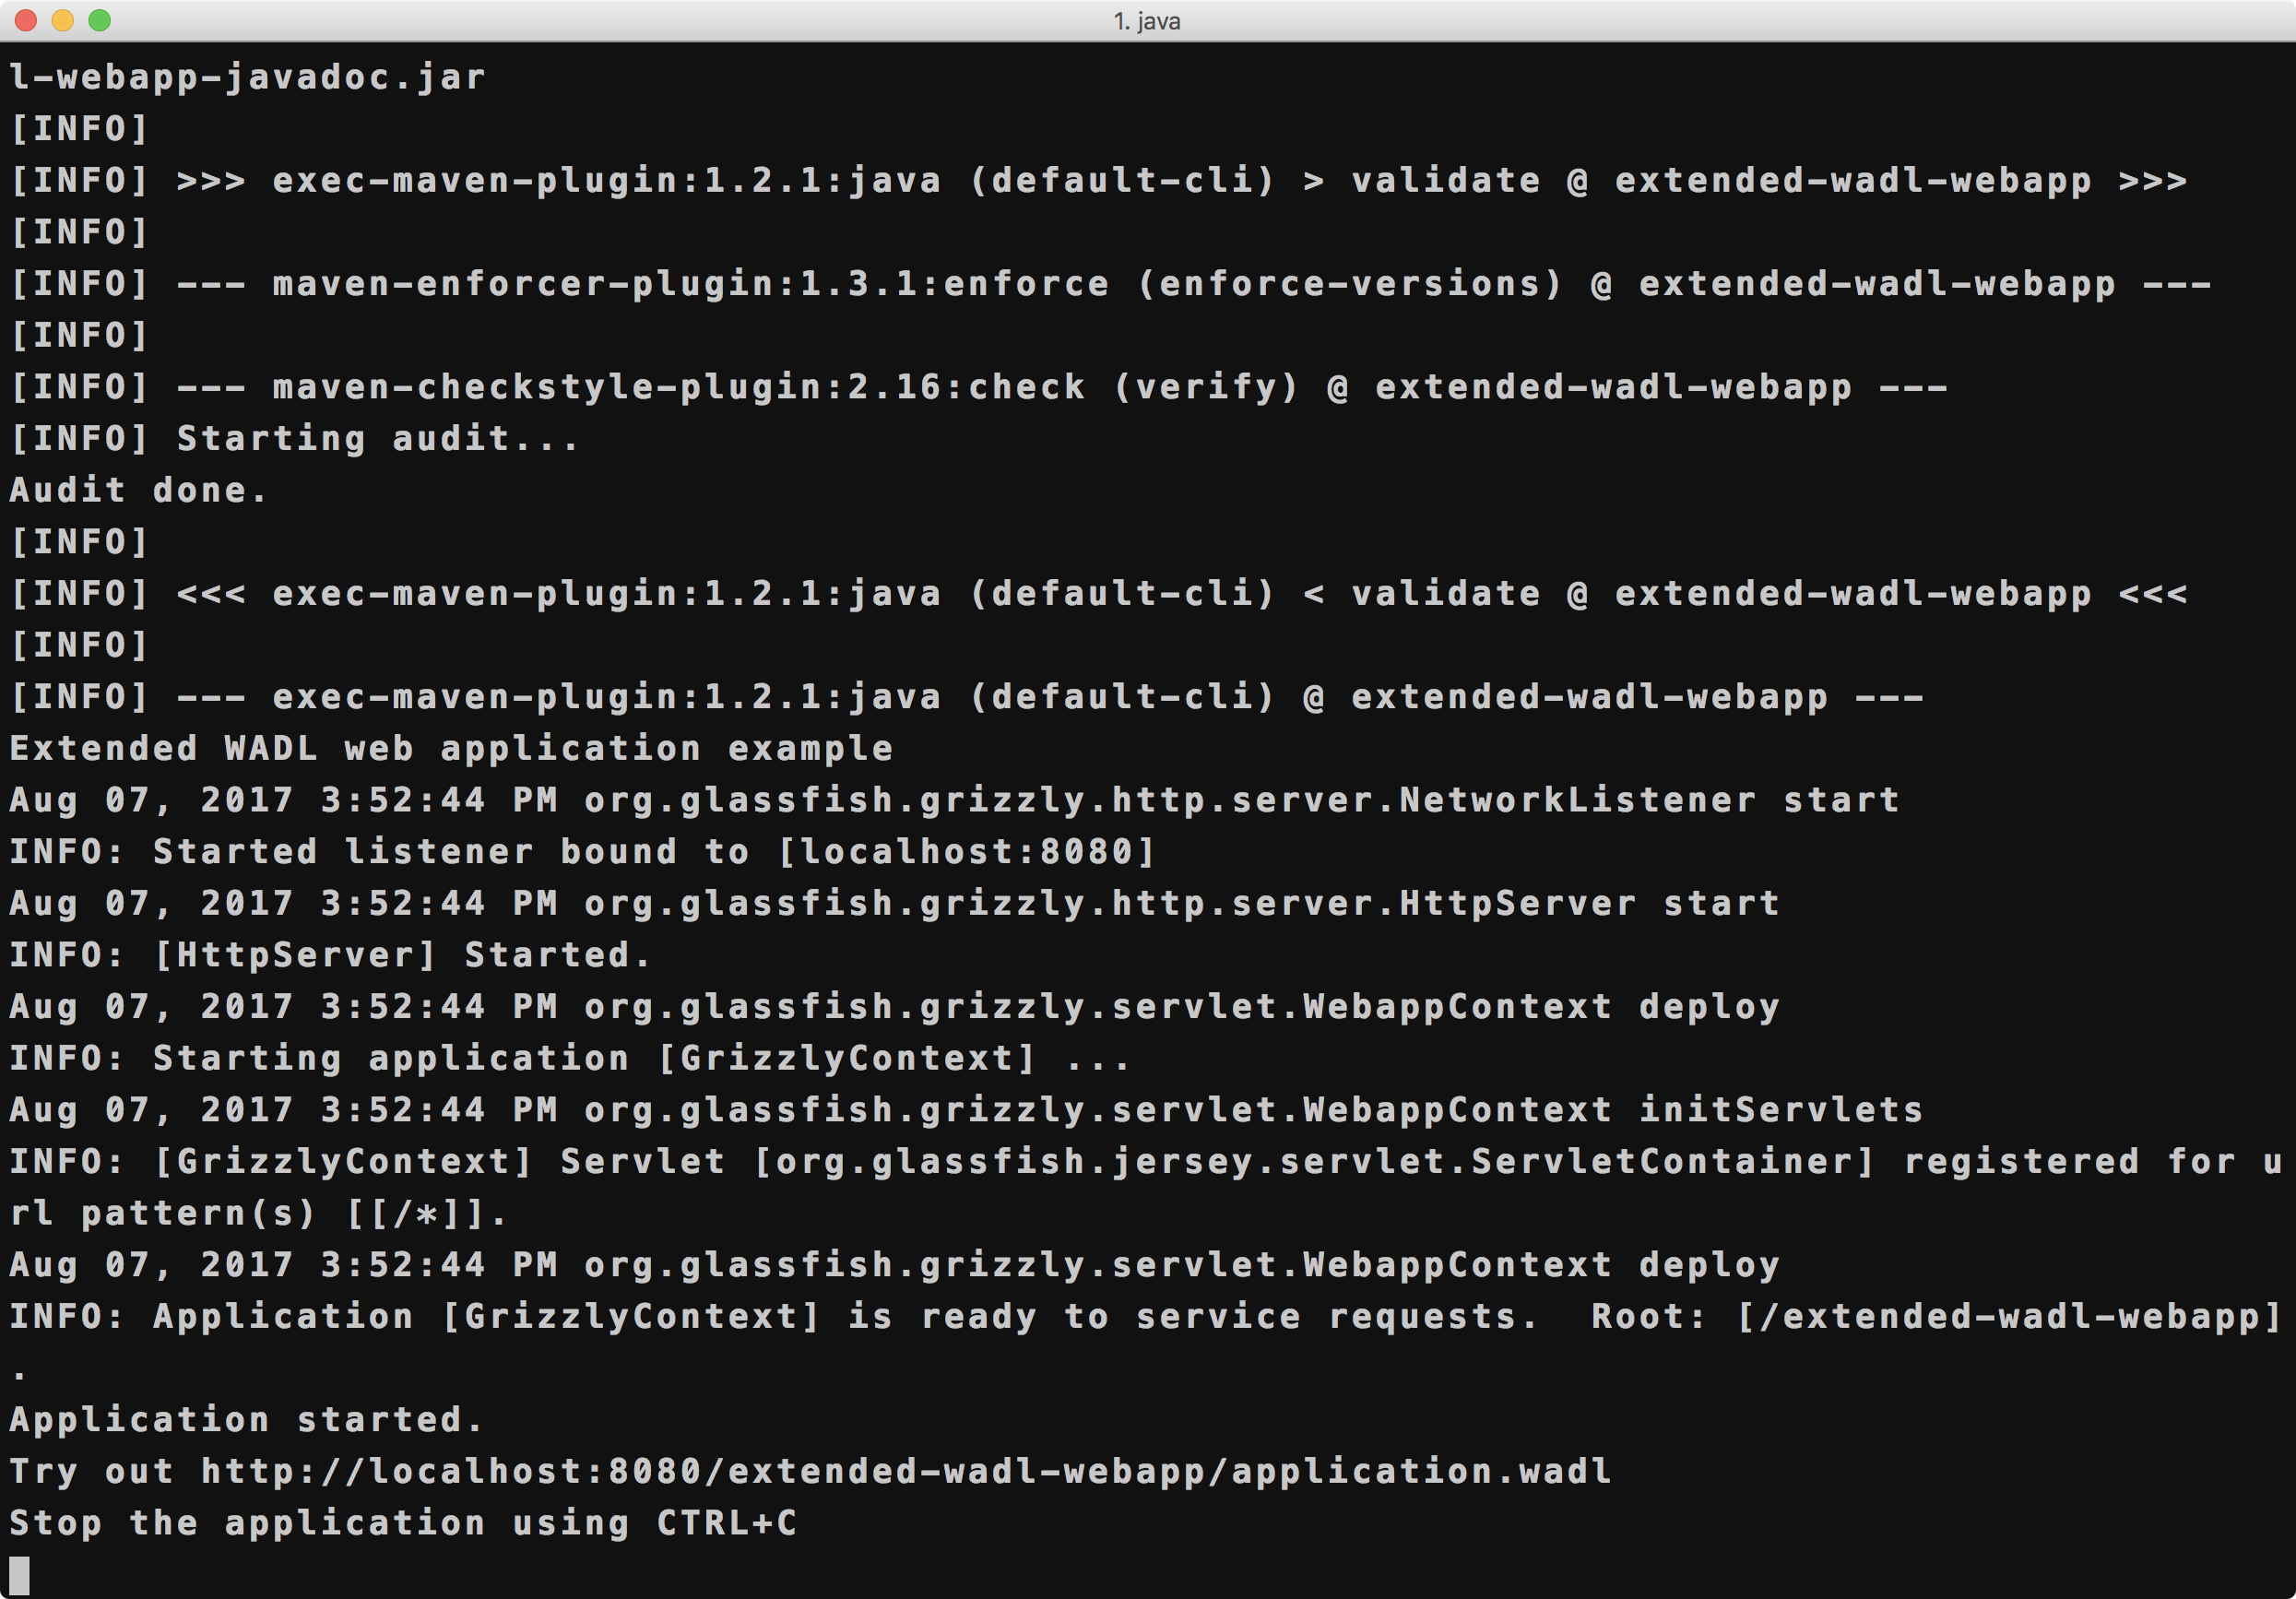 1. java
l-webapp-javadoc.jar
[INFO]
[INFO] >>> exec-maven-plugin:1.2.1:java (default-cli) > validate @ extended-wadl-webapp >>>
[INFO]
[INFO] --- maven-enforcer-plugin:1.3.1:enforce (enforce-versions) @ extended-wadl-webapp ---
[INFO]
[INFO] --- maven-checkstyle-plugin:2.16:check (verify) @ extended-wadl-webapp ---
[INFO] Starting audit...
Audit done.
[INFO]
[INFO] <<< exec-maven-plugin:1.2.1:java (default-cli) < validate @ extended-wadl-webapp <<<
[INFO]
[INFO] --- exec-maven-plugin:1.2.1:java (default-cli) @ extended-wadl-webapp ---
Extended WADL web application example
Aug 07, 2017 3:52:44 PM org.glassfish.grizzly.http.server.NetworkListener start
INFO: Started listener bound to [localhost:8080]
Aug 07, 2017 3:52:44 PM org.glassfish.grizzly.http.server.HttpServer start
INFO: [HttpServer] Started.
Aug 07, 2017 3:52:44 PM org.glassfish.grizzly.servlet.WebappContext deploy
INFO: Starting application [GrizzlyContext] ...
Aug 07, 2017 3:52:44 PM org.glassfish.grizzly.servlet.WebappContext initServlets
INFO: [GrizzlyContext] Servlet [org.glassfish.jersey.servlet.ServletContainer] registered for u
rl pattern(s) [[/*]].
Aug 07, 2017 3:52:44 PM org.glassfish.grizzly.servlet.WebappContext deploy
INFO: Application [GrizzlyContext] is ready to service requests.  Root: [/extended-wadl-webapp]
.
Application started.
Try out http://localhost:8080/extended-wadl-webapp/application.wadl
Stop the application using CTRL+C